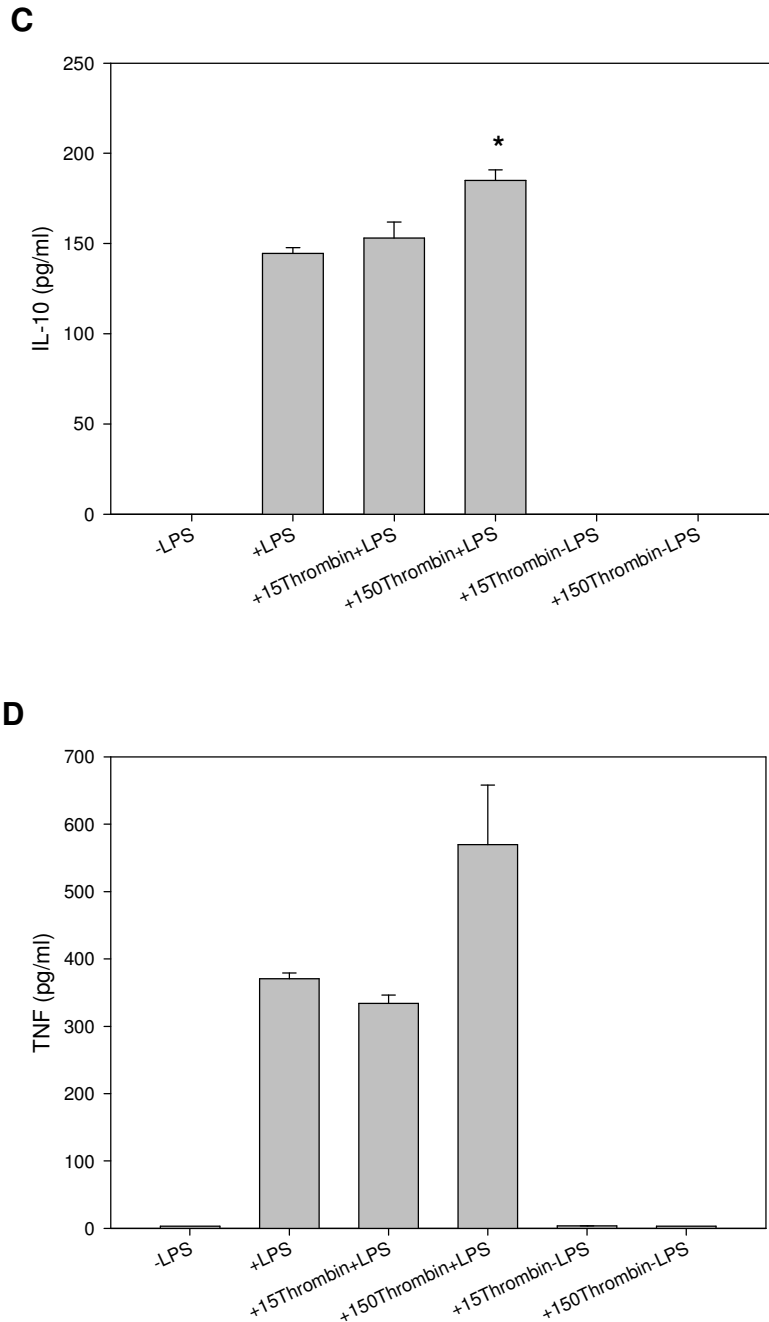 C
250
200
150
100
50
0
IL-10 (pg/ml)
*
-LPS
+LPS
+15Thrombin+LPS
+150Thrombin+LPS
+15Thrombin-LPS
+150Thrombin-LPS
D
700
600
500
400
300
200
100
0
TNF (pg/ml)
-LPS
+LPS
+15Thrombin+LPS
+150Thrombin+LPS
+15Thrombin-LPS
+150Thrombin-LPS